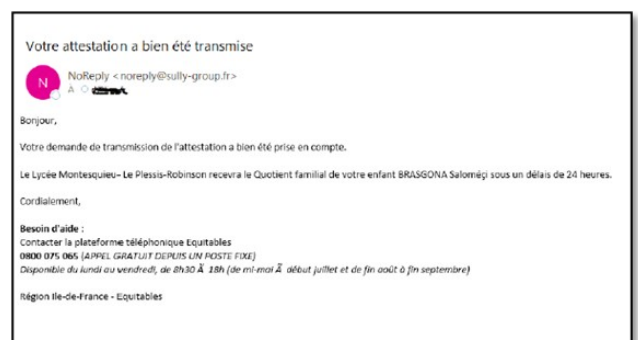 Votre attestation a bien été transmise
N
NoReply <noreply@sully-group.fr>
À
Bonjour,
Votre demande de transmission de l'attestation a bien été prise en compte.
Le Lycée Montesquieu– Le Plessis-Robinson recevra le Quotient familial de votre enfant BRASGONA Saloméçi sous un délais de 24 heures.
Cordialement,
Besoin d'aide :
Contacter la plateforme téléphonique Equitables
0800 075 065 (APPEL GRATUIT DEPUIS UN POSTE FIXE)
Disponible du lundi au vendredi, de 8h30 Ã 18h (de mi-mai Ã début juillet et de fin août à fin septembre)
Région Ile-de-France - Equitables